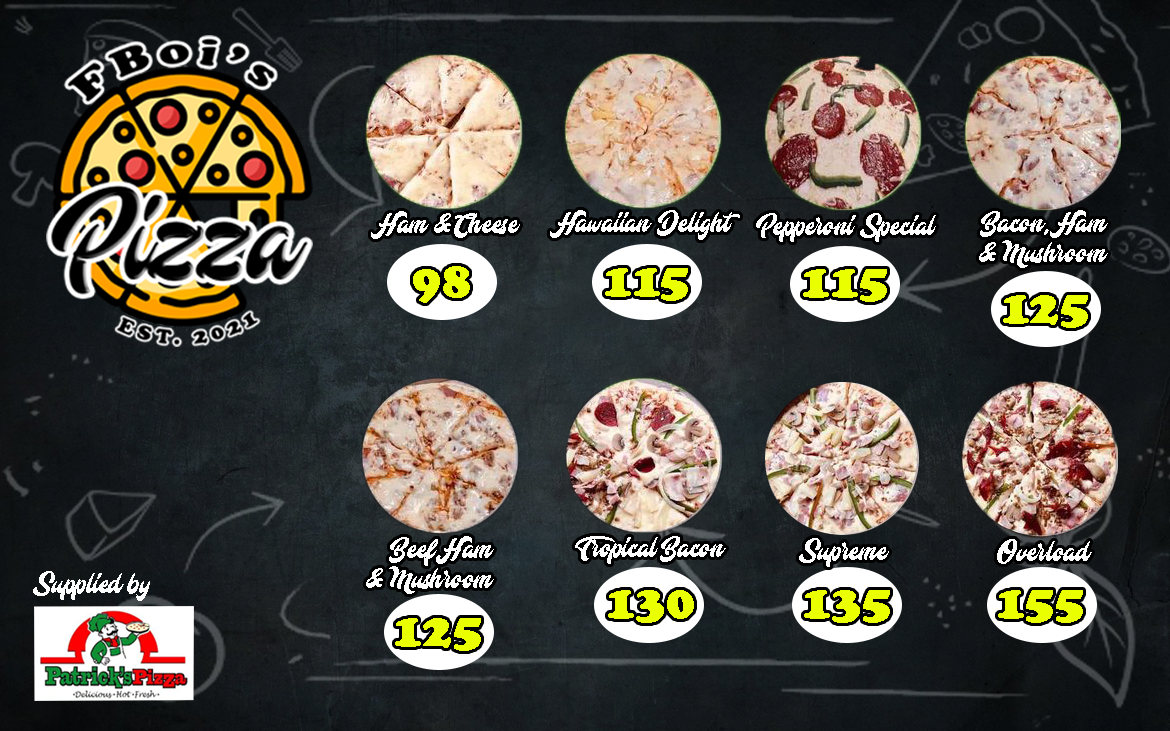 FBoi's
Pizza
EST. 2021
Ham & Cheese
98
Hawaiian Delight
115
Pepperoni Special
115
Bacon, Ham
& Mushroom
125
Beef, Ham
& Mushroom
125
Tropical Bacon
130
Supreme
135
Overload
155
Supplied by
Patrick's Pizza
·Delicious·Hot·Fresh·